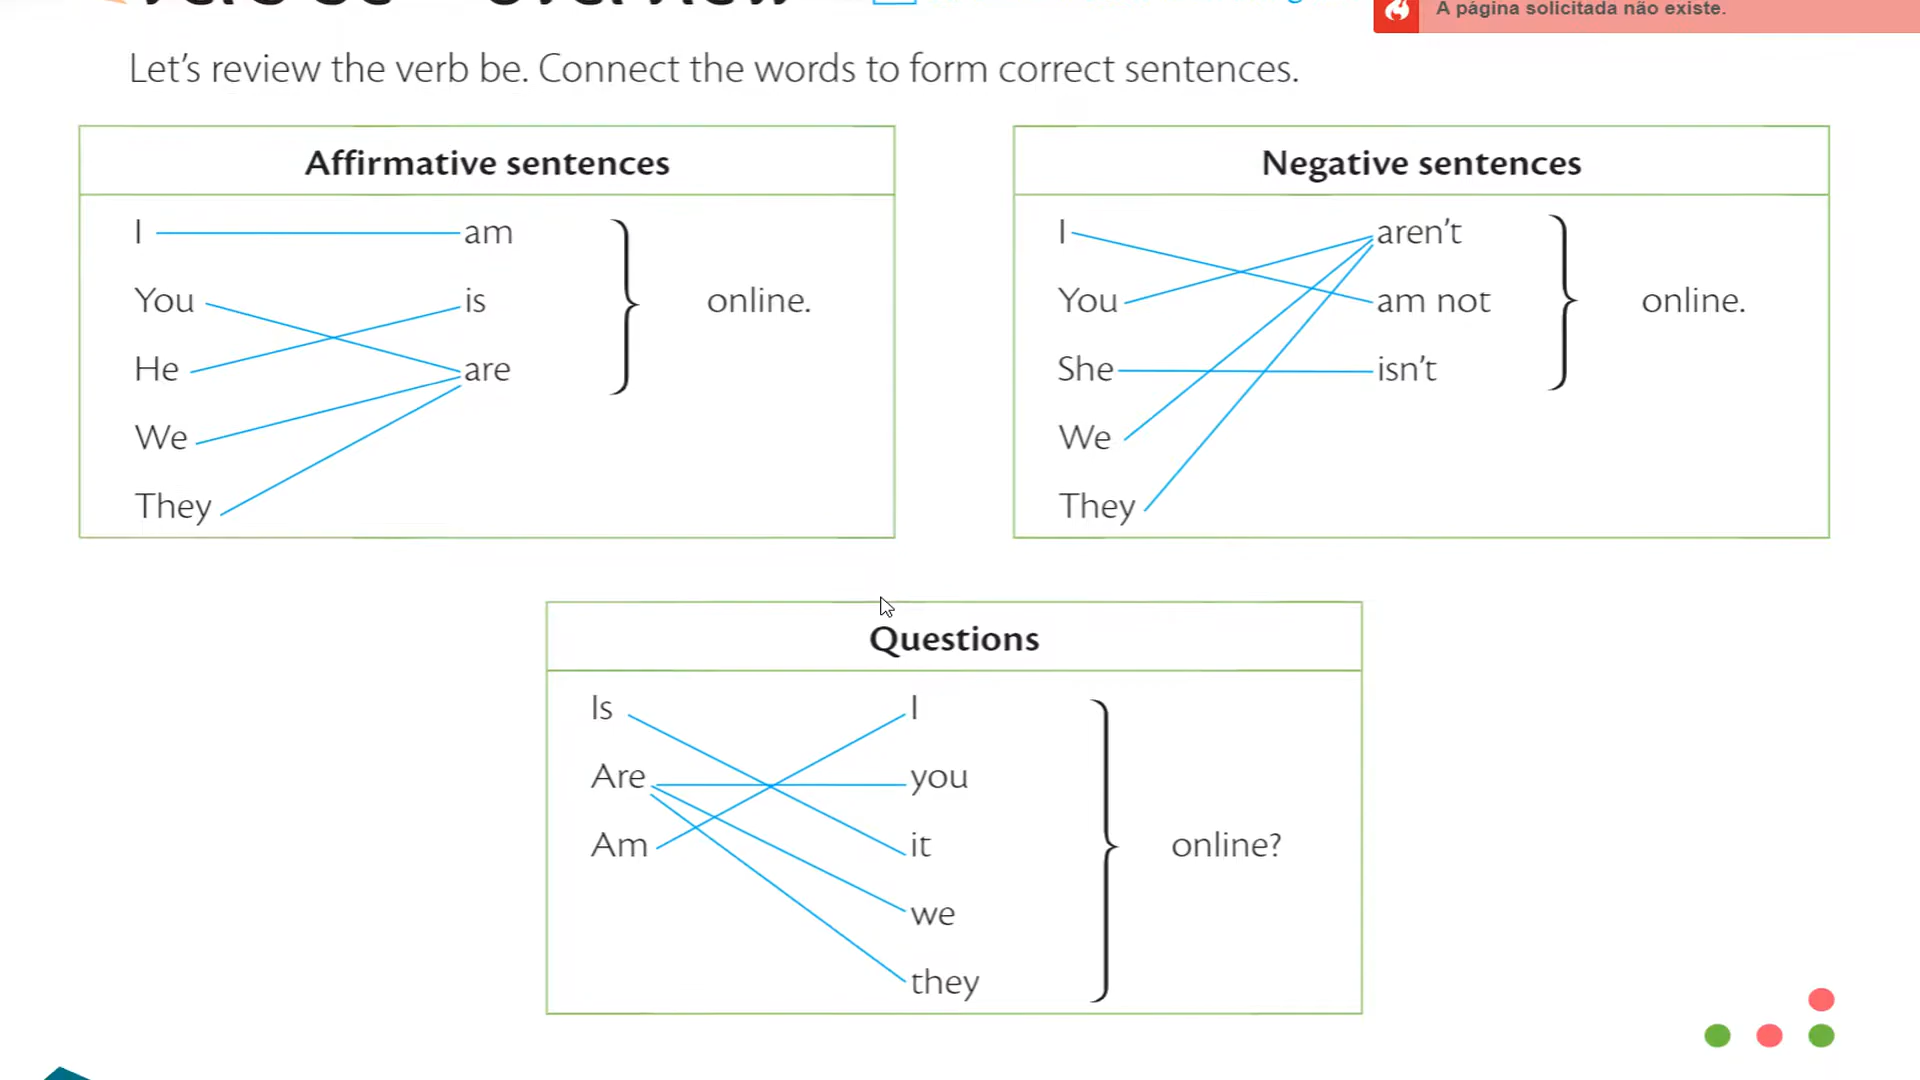 A página solicitada não existe.
Let's review the verb be. Connect the words to form correct sentences.
Affirmative sentences
I am
You is online.
He are
We
They
Negative sentences
I aren't
You am not online.
She isn't
We
They
Questions
Is I
Are you
Am it online?
we
they